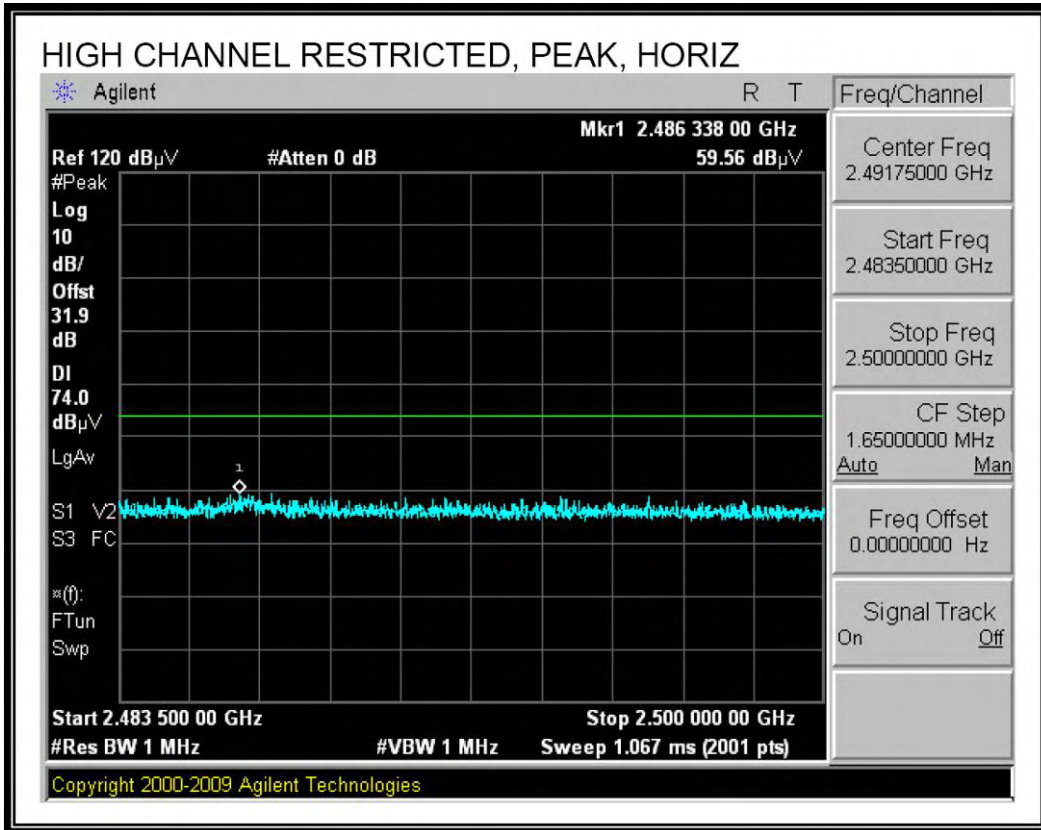 HIGH CHANNEL RESTRICTED, PEAK, HORIZ
Agilent R T
Mkr1 2.486 338 00 GHz
Ref 120 dBμV #Atten 0 dB 59.56 dBμV
#Peak
Log
10
dB/
Offst
31.9
dB
DI
74.0
dBμV
LgAv
1
S1 V2
S3 FC
¤(f):
FTun
Swp
Start 2.483 500 00 GHz Stop 2.500 000 00 GHz
#Res BW 1 MHz #VBW 1 MHz Sweep 1.067 ms (2001 pts)
Copyright 2000-2009 Agilent Technologies
Freq/Channel
Center Freq
2.49175000 GHz
Start Freq
2.48350000 GHz
Stop Freq
2.50000000 GHz
CF Step
1.65000000 MHz
Auto Man
Freq Offset
0.00000000 Hz
Signal Track
On Off